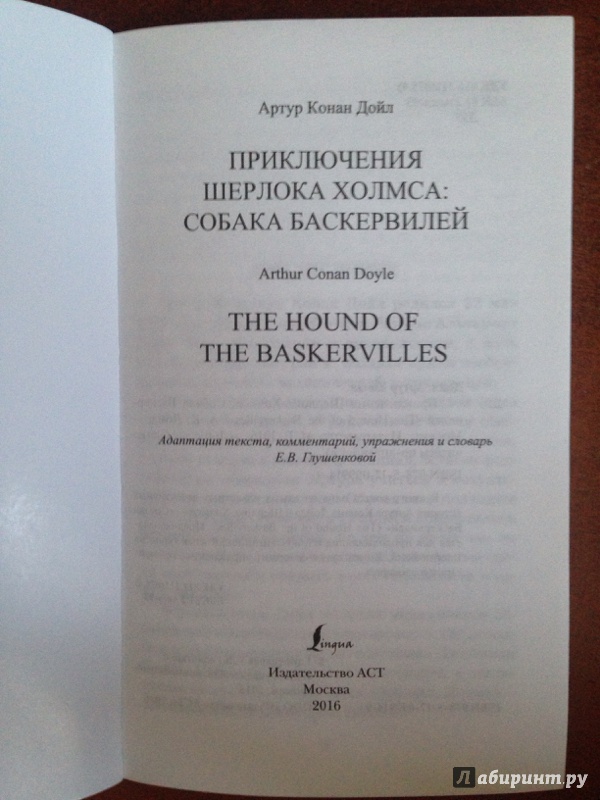 Артур Конан Дойл
ПРИКЛЮЧЕНИЯ
ШЕРЛОКА ХОЛМСА:
СОБАКА БАСКЕРВИЛЕЙ
Arthur Conan Doyle
THE HOUND OF
THE BASKERVILLES
Адаптация текста, комментарий, упражнения и словарь
Е.В. Глушенковой
Lingua
Издательство АСТ
Москва
2016
лабиринт.ру